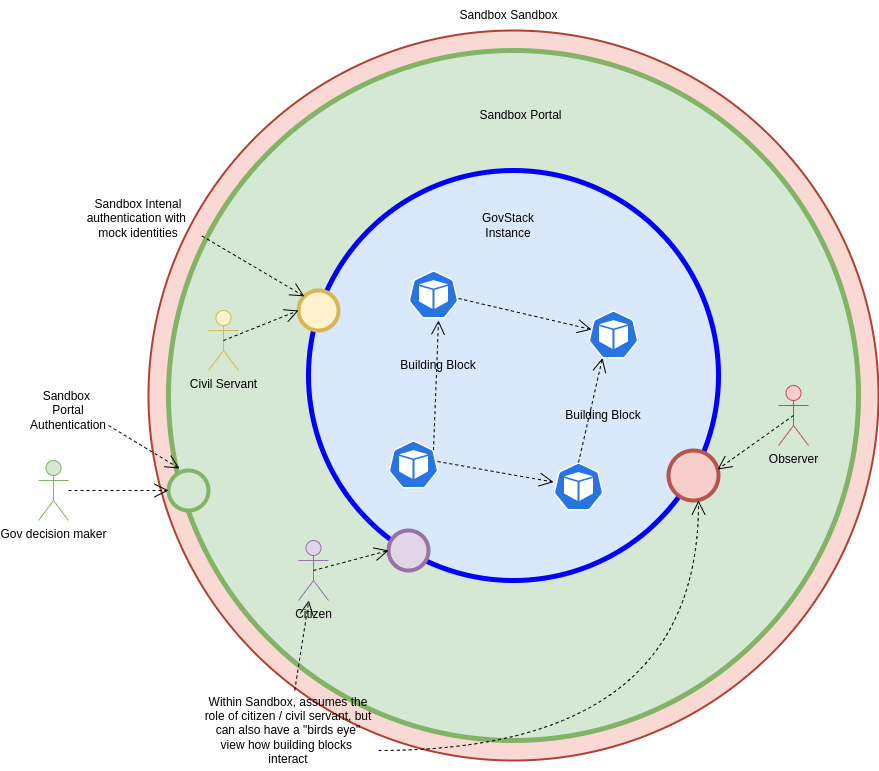 Sandbox Sandbox
Sandbox Portal
Sandbox Intenal
authentication with
mock identities
GovStack
Instance
Building Block
Civil Servant
Sandbox
Portal
Authentication
Building Block
Observer
Gov decision maker
Citizen
Within Sandbox, assumes the
role of citizen / civil servant, but
can also have a "birds eye"
view how building blocks
interact